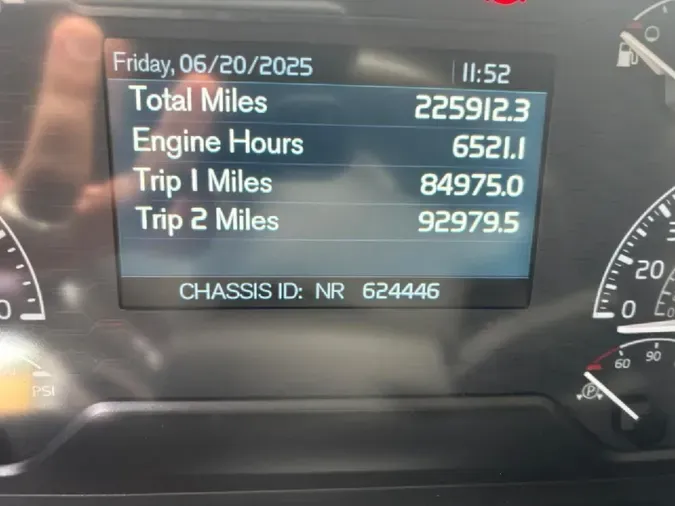 Friday, 06/20/2025 11:52
Total Miles 225912.3
Engine Hours 6521.1
Trip 1 Miles 84975.0
Trip 2 Miles 92979.5
CHASSIS ID: NR 624446
20
0
0
PSI
60 90
P